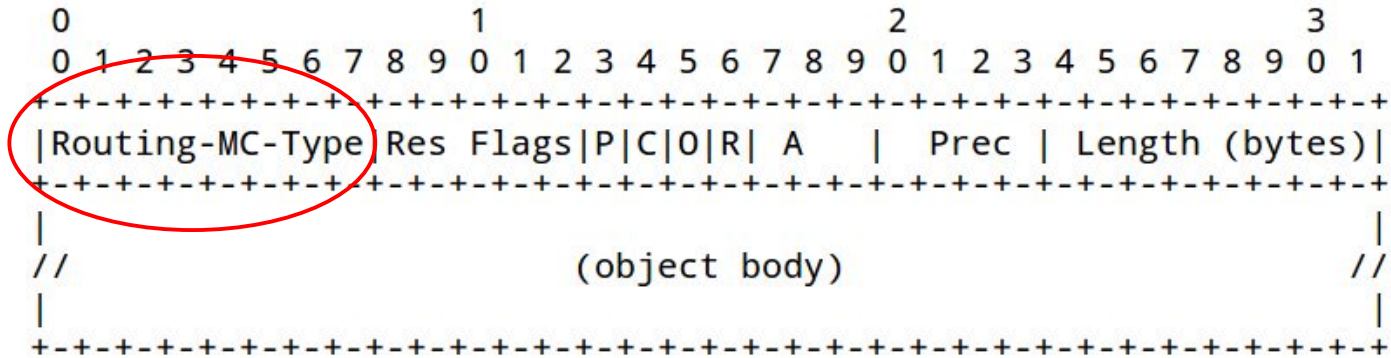 0                   1                   2                   3
0 1 2 3 4 5 6 7 8 9 0 1 2 3 4 5 6 7 8 9 0 1 2 3 4 5 6 7 8 9 0 1
+-+-+-+-+-+-+-+-+-+-+-+-+-+-+-+-+-+-+-+-+-+-+-+-+-+-+-+-+-+-+-+-+
|Routing-MC-Type|Res Flags|P|C|O|R| A   |  Prec | Length (bytes)|
+-+-+-+-+-+-+-+-+-+-+-+-+-+-+-+-+-+-+-+-+-+-+-+-+-+-+-+-+-+-+-+-+
|                                                               |
//                        (object body)                        //
|                                                               |
+-+-+-+-+-+-+-+-+-+-+-+-+-+-+-+-+-+-+-+-+-+-+-+-+-+-+-+-+-+-+-+-+